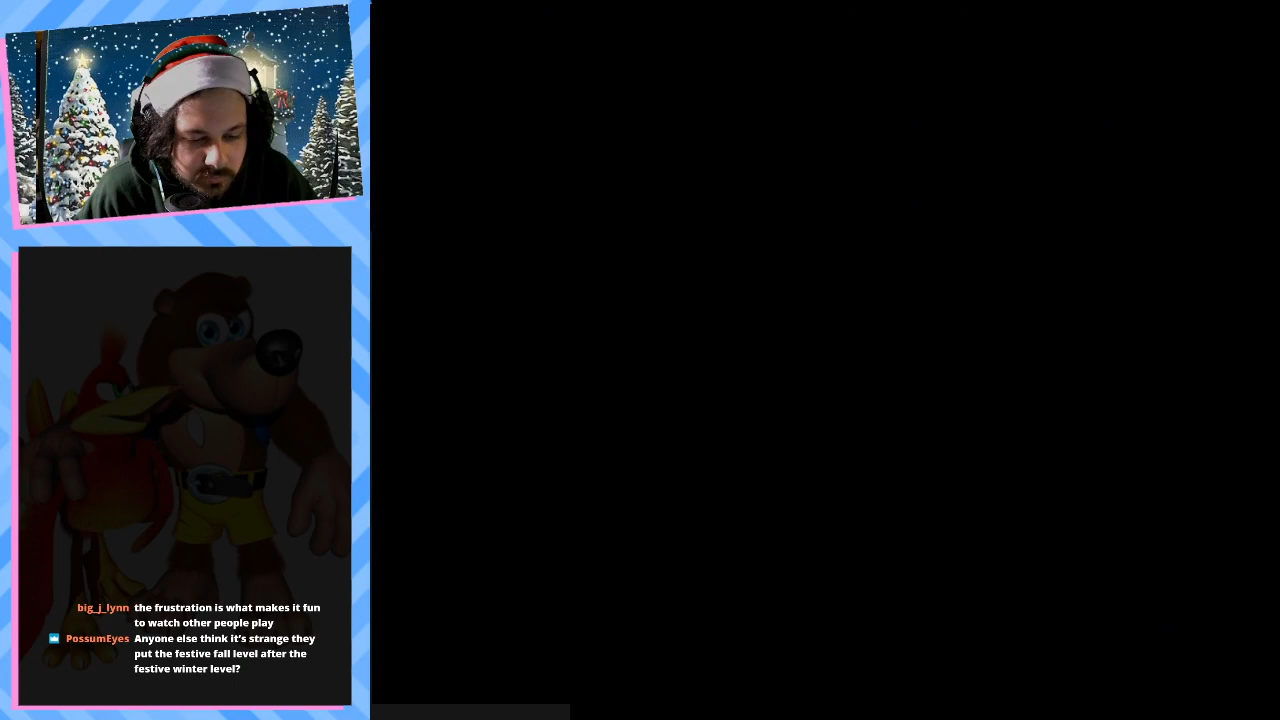 big_j_lynn the frustration is what makes it fun
to watch other people play
PossumEyes Anyone else think it's strange they
put the festive fall level after the
festive winter level?